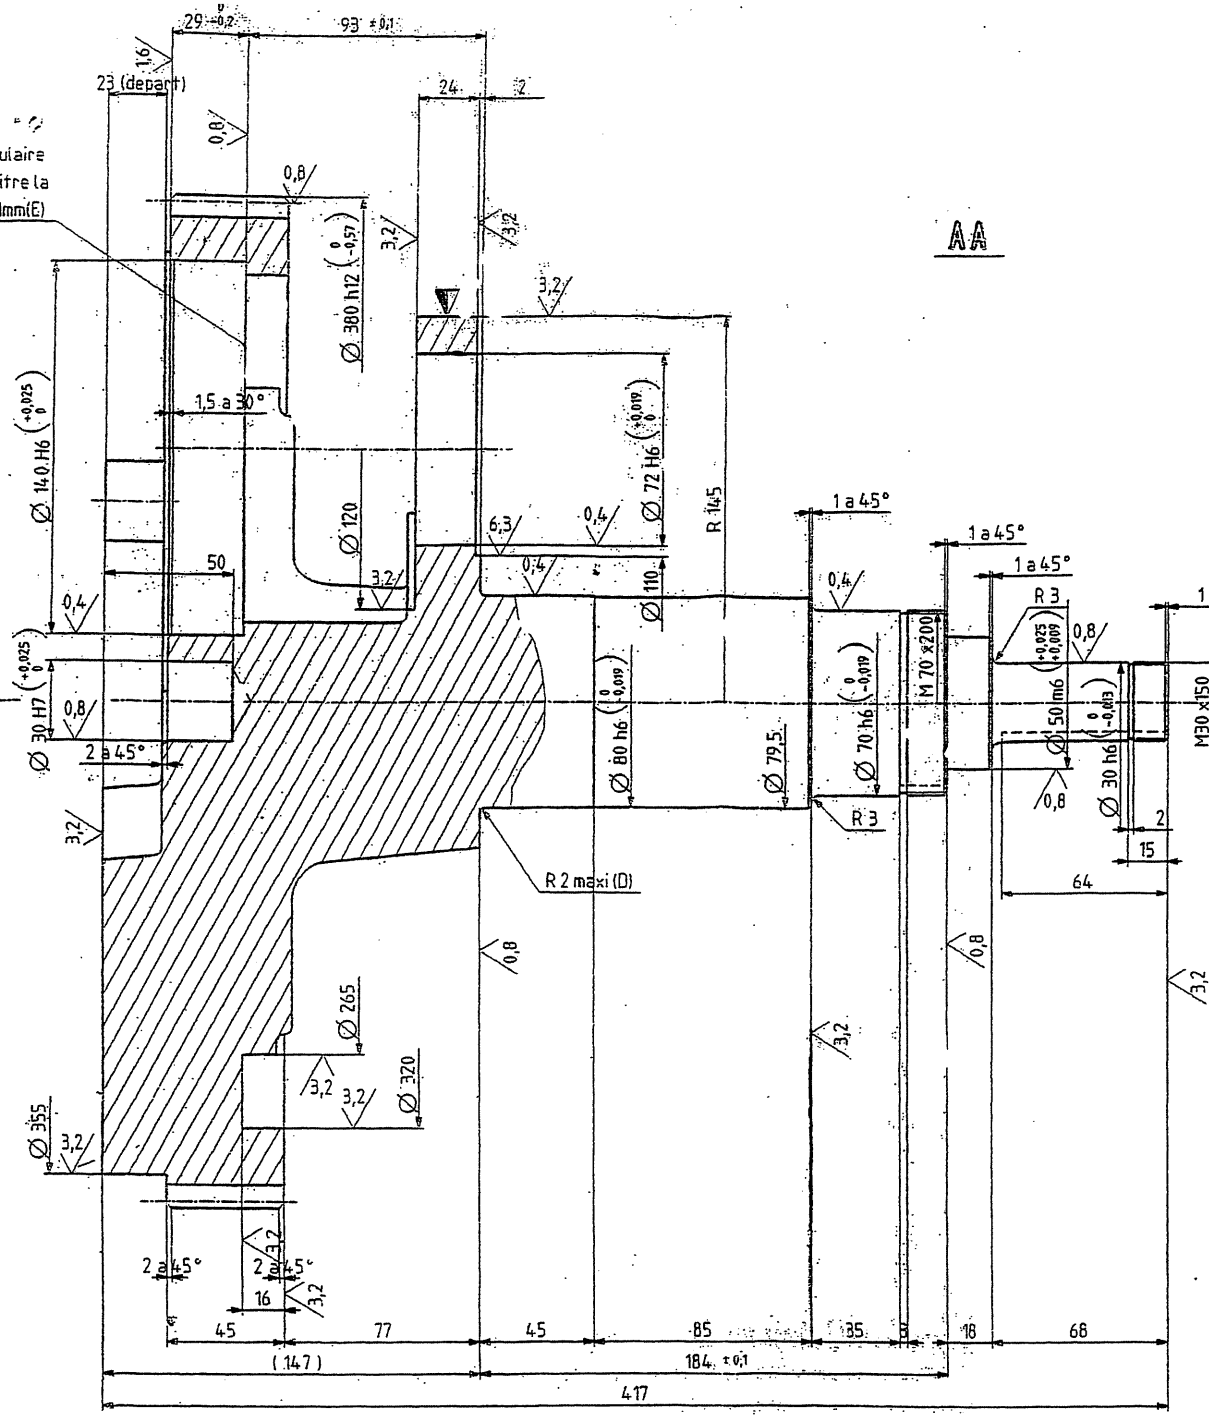 29 0 -0,2
93 ±0,1
1,6
23 (depart)
24
2
0,8
ulaire
itre la
1mm(E)
0,8
3,2
3,2
AA
Ø 380 h12 (0 -0,57)
3,2
Ø 140 H6 (+0,025 0)
1,5 a 30°
Ø 72 H6 (+0,019 0)
R 145
Ø 120
6,3
0,4
1 a 45°
1 a 45°
1 a 45°
50
3,2
0,4
Ø 110
0,4
R 3
1
0,4
0,8
Ø 30 H7 (+0,025 0)
0,8
Ø 80 h6 (0 -0,019)
Ø 79,5
Ø 70 h6 (0 -0,019)
M 70 x200
Ø 50 m6 (+0,025 +0,009)
Ø 30 h6 (0 -0,013)
M30 x150
2 a 45°
0,8
3,2
R 3
2
15
R 2 maxi (D)
64
0,8
0,8
3,2
3,2
Ø 265
3,2
3,2
Ø 320
Ø 355
3,2
3,2
2 a 45°
2 a 45°
16
3,2
45
77
45
85
35
18
68
(147)
184 ±0,1
417